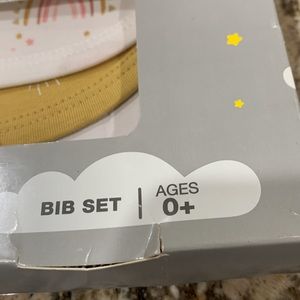 BIB SET | AGES
0+